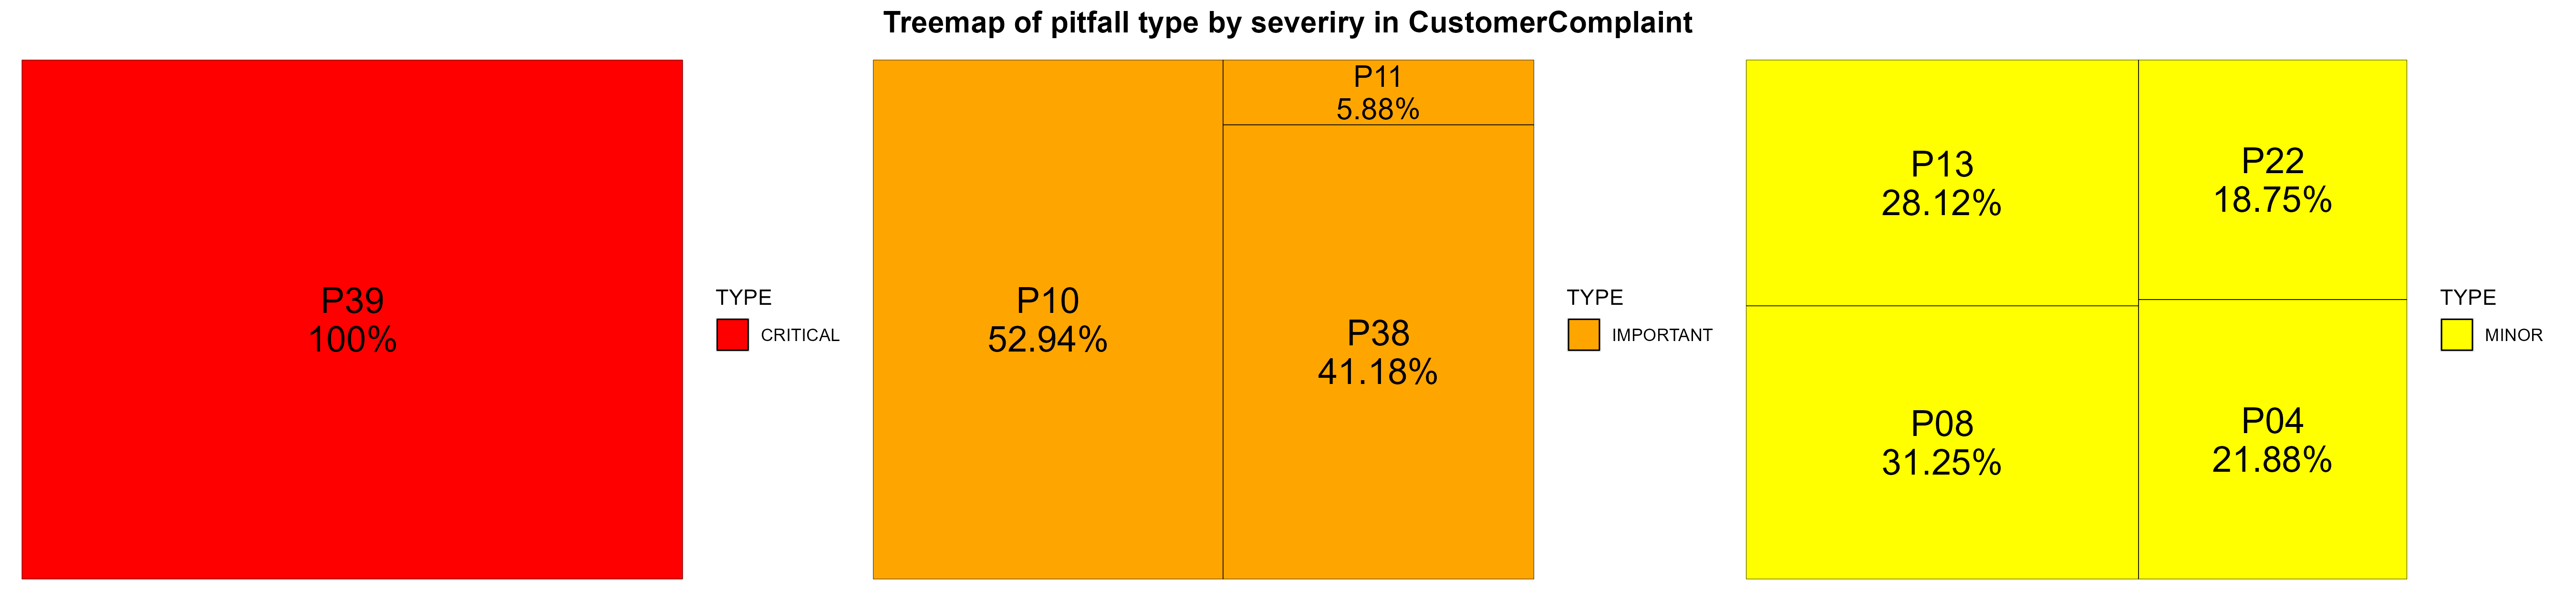 Treemap of pitfall type by severiry in CustomerComplaint
P39
100%
TYPE
CRITICAL
P11
5.88%
P10
52.94%
P38
41.18%
TYPE
IMPORTANT
P13
28.12%
P22
18.75%
P08
31.25%
P04
21.88%
TYPE
MINOR